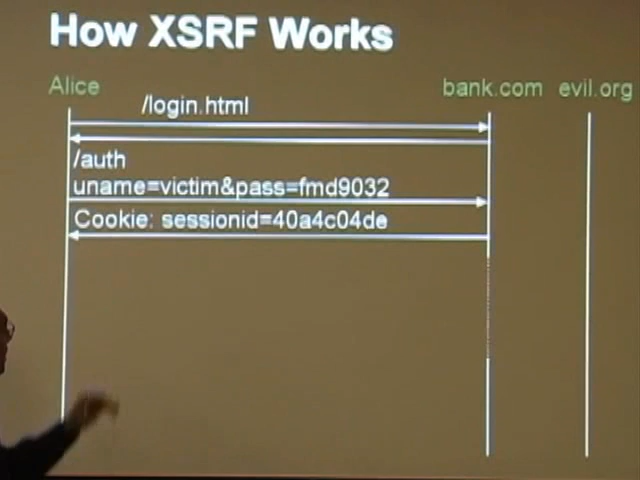 How XSRF Works
Alice bank.com evil.org
/login.html
/auth
uname=victim&pass=fmd9032
Cookie: sessionid=40a4c04de